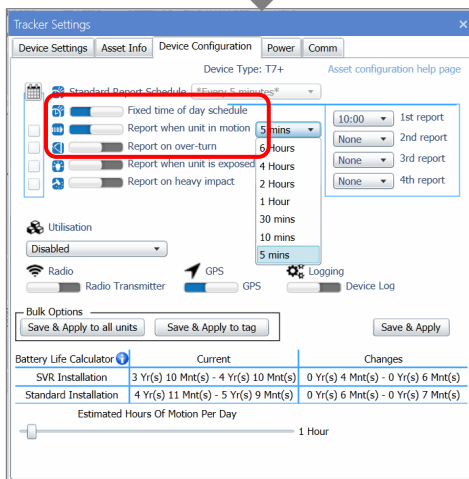 Tracker Settings
Device Settings Asset Info Device Configuration Power Comm
Device Type: T7+ Asset configuration help page
Standard Report Schedule *Every 5 minutes*
Fixed time of day schedule
Report when unit in motion 5 mins
Report on over-turn
Report when unit is exposed
Report on heavy impact
6 Hours
4 Hours
2 Hours
1 Hour
30 mins
10 mins
5 mins
10:00 1st report
None 2nd report
None 3rd report
None 4th report
Utilisation
Disabled
Radio GPS Logging
Radio Transmitter GPS Device Log
Bulk Options
Save & Apply to all units Save & Apply to tag Save & Apply
Battery Life Calculator Current Changes
SVR Installation 3 Yr(s) 10 Mnt(s) - 4 Yr(s) 10 Mnt(s) 0 Yr(s) 4 Mnt(s) - 0 Yr(s) 6 Mnt(s)
Standard Installation 4 Yr(s) 11 Mnt(s) - 5 Yr(s) 9 Mnt(s) 0 Yr(s) 6 Mnt(s) - 0 Yr(s) 7 Mnt(s)
Estimated Hours Of Motion Per Day
1 Hour